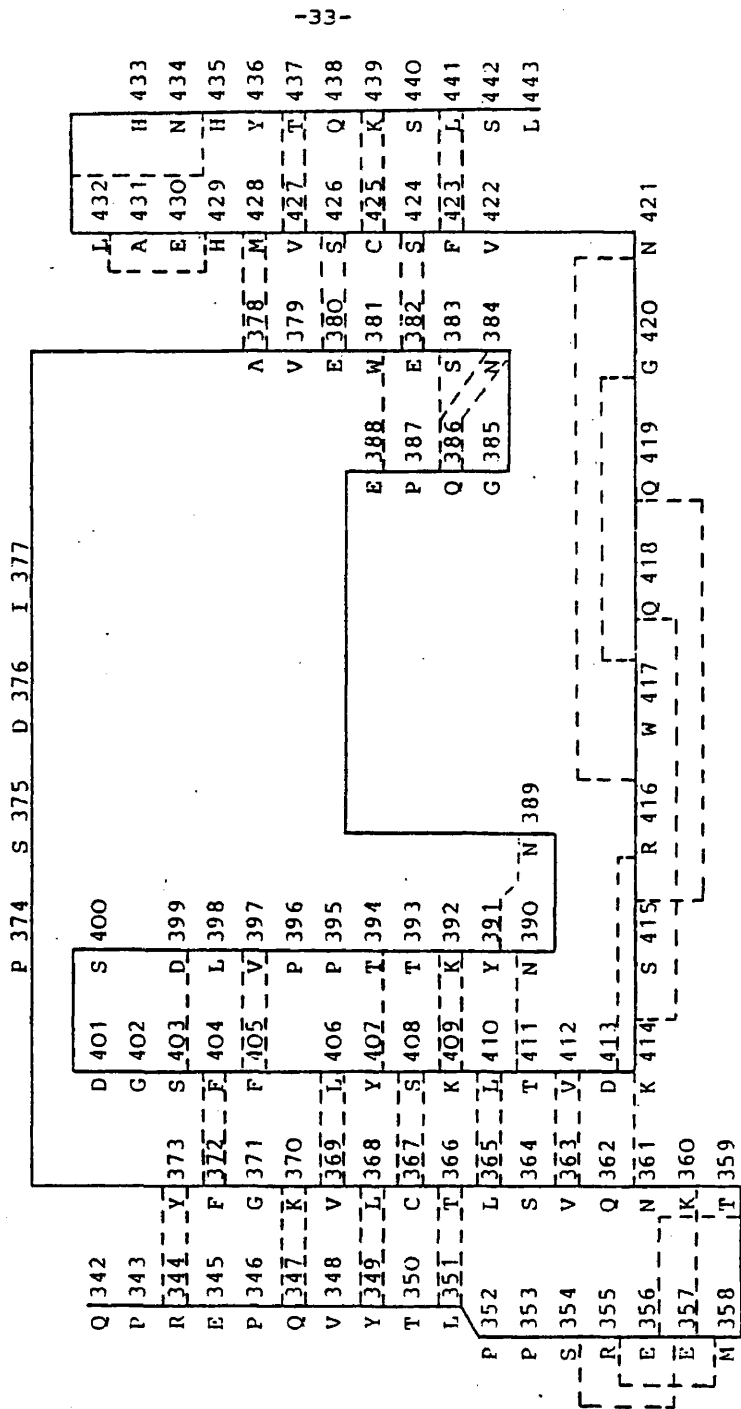 -33-
P 374 S 375 D 376 I 377
Q 342 D 401 S 400 L 432
P 343 G 402 A 431 H 433
R 344 Y 373 S 403 D 399 E 430 N 434
E 345 F 372 F 404 L 398 H 429 H 435
P 346 G 371 F 405 V 397 A 378 M 428 Y 436
Q 347 K 370 P 396 V 379 V 427 T 437
V 348 V 369 L 406 P 395 E 380 S 426 Q 438
Y 349 L 368 Y 407 T 394 E 388 W 381 C 425 K 439
T 350 C 367 S 408 T 393 P 387 E 382 S 424 S 440
L 351 T 366 K 409 K 392 Q 386 S 383 F 423 L 441
P 352 L 365 L 410 Y 391 G 385 N 384 V 422 S 442
P 353 S 364 T 411 N 390 N 389 L 443
S 354 V 363 V 412
R 355 Q 362 D 413
E 356 N 361 K 414 S 415 R 416 W 417 Q 418 Q 419 G 420 N 421
E 357 K 360
M 358 T 359